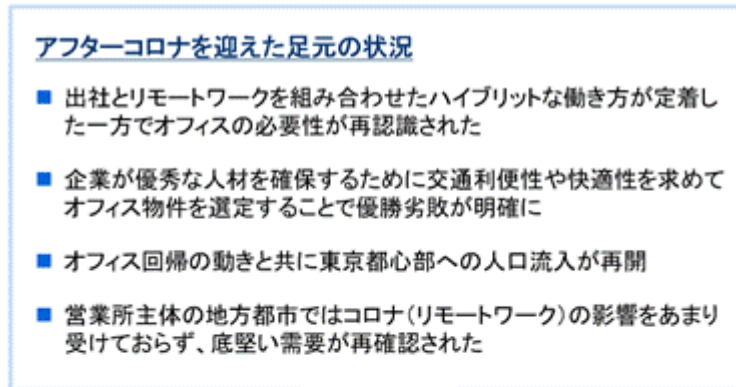 アフターコロナを迎えた足元の状況
■ 出社とリモートワークを組み合わせたハイブリットな働き方が定着し
た一方でオフィスの必要性が再認識された
■ 企業が優秀な人材を確保するために交通利便性や快適性を求めて
オフィス物件を選定することで優勝劣敗が明確に
■ オフィス回帰の動きと共に東京都心部への人口流入が再開
■ 営業所主体の地方都市ではコロナ(リモートワーク)の影響をあまり
受けておらず、底堅い需要が再確認された